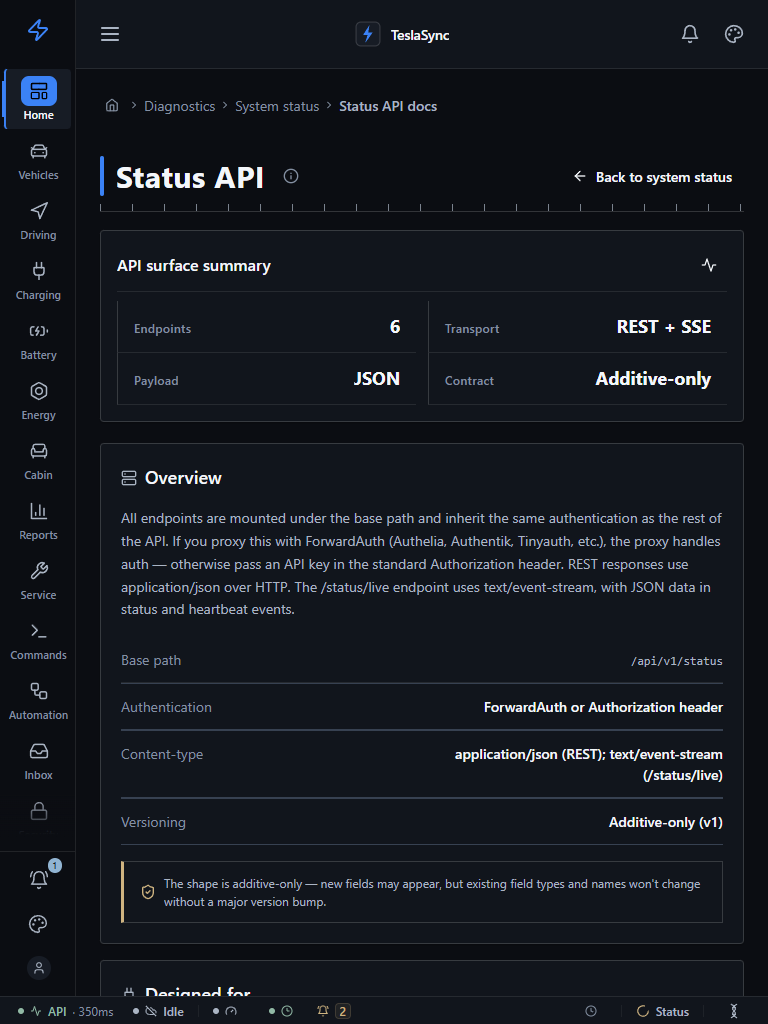 TeslaSync
Home
Vehicles
Driving
Charging
Battery
Energy
Cabin
Reports
Service
Commands
Automation
Inbox
1
Diagnostics > System status > Status API docs
Status API
Back to system status
API surface summary
Endpoints 6
Transport REST + SSE
Payload JSON
Contract Additive-only
Overview
All endpoints are mounted under the base path and inherit the same authentication as the rest of
the API. If you proxy this with ForwardAuth (Authelia, Authentik, Tinyauth, etc.), the proxy handles
auth — otherwise pass an API key in the standard Authorization header. REST responses use
application/json over HTTP. The /status/live endpoint uses text/event-stream, with JSON data in
status and heartbeat events.
Base path /api/v1/status
Authentication ForwardAuth or Authorization header
Content-type application/json (REST); text/event-stream
(/status/live)
Versioning Additive-only (v1)
The shape is additive-only — new fields may appear, but existing field types and names won't change
without a major version bump.
Designed for
API · 350ms Idle 2 Status